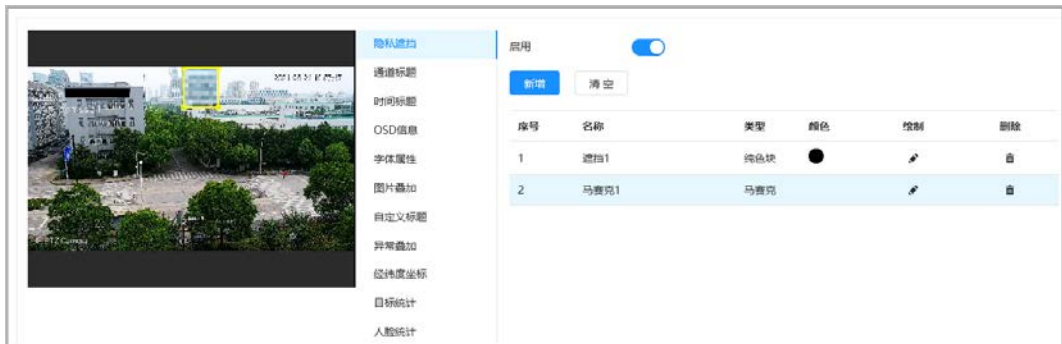 隐私遮挡
通道标题
时间标题
OSD信息
字体属性
图片叠加
自定义标题
异常叠加
经纬度坐标
目标统计
人脸统计
启用
新增 清空
序号 名称 类型 颜色 绘制 删除
1 遮挡1 纯色块
2 马赛克1 马赛克